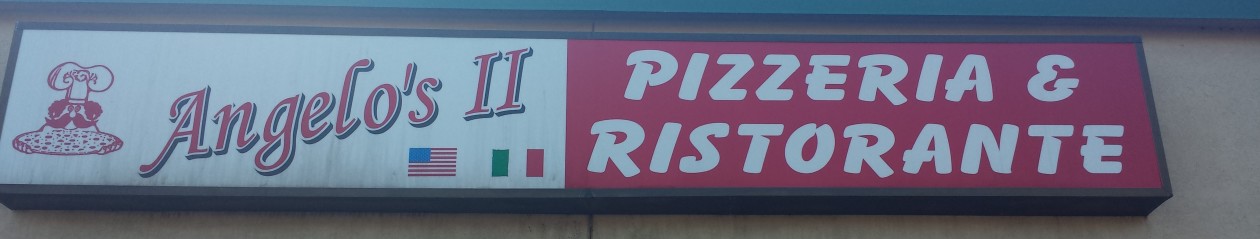 Angelo's II
PIZZERIA &
RISTORANTE